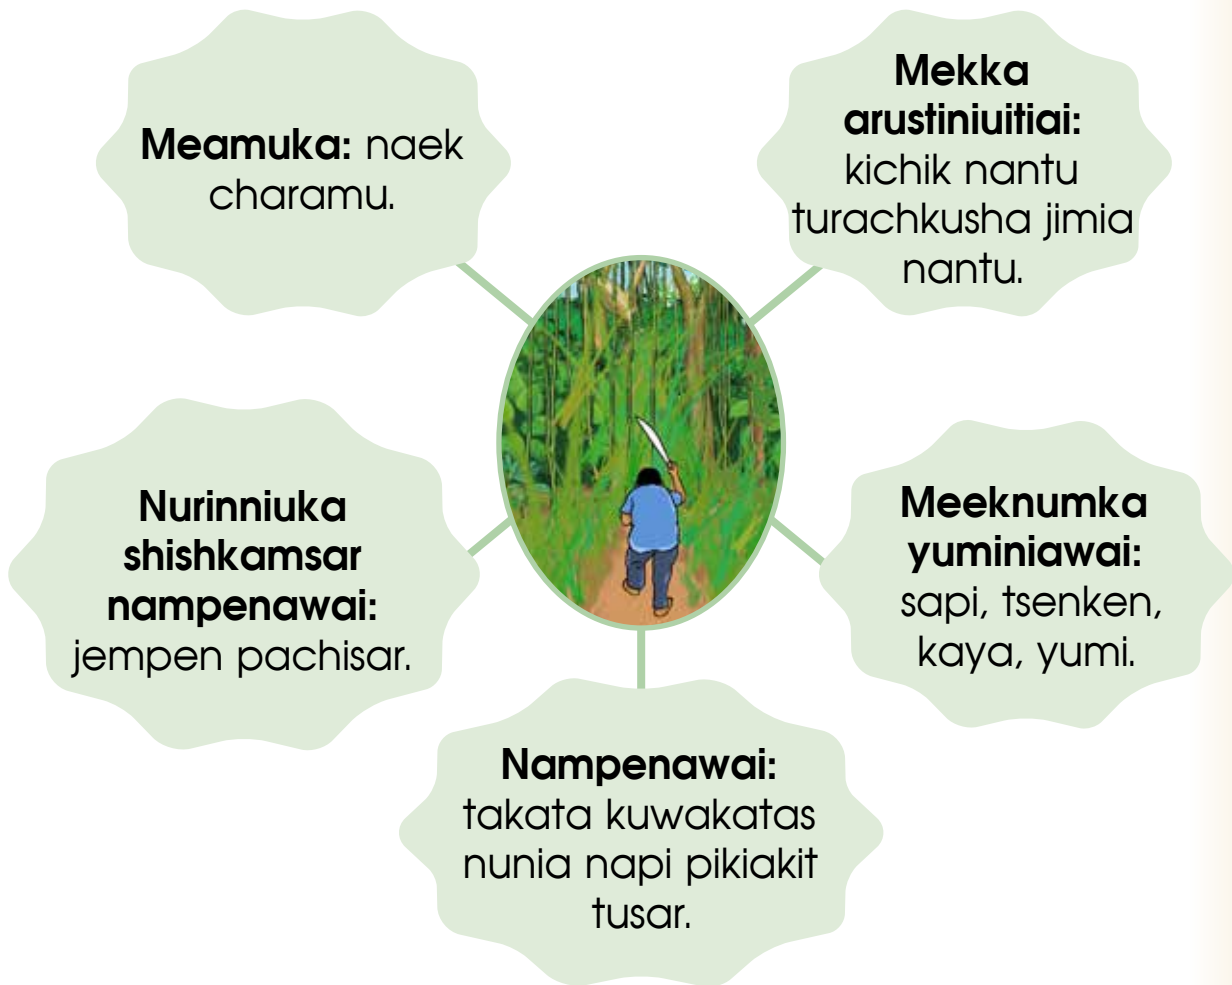 Meamuka: naek
charamu.
Mekka
arustiniuitiai:
kichik nantu
turachkusha jimia
nantu.
Nurinniuka
shishkamsar
nampenawai:
jempen pachisar.
Meeknumka
yuminiawai:
sapi, tsenken,
kaya, yumi.
Nampenawai:
takata kuwakatas
nunia napi pikiakit
tusar.